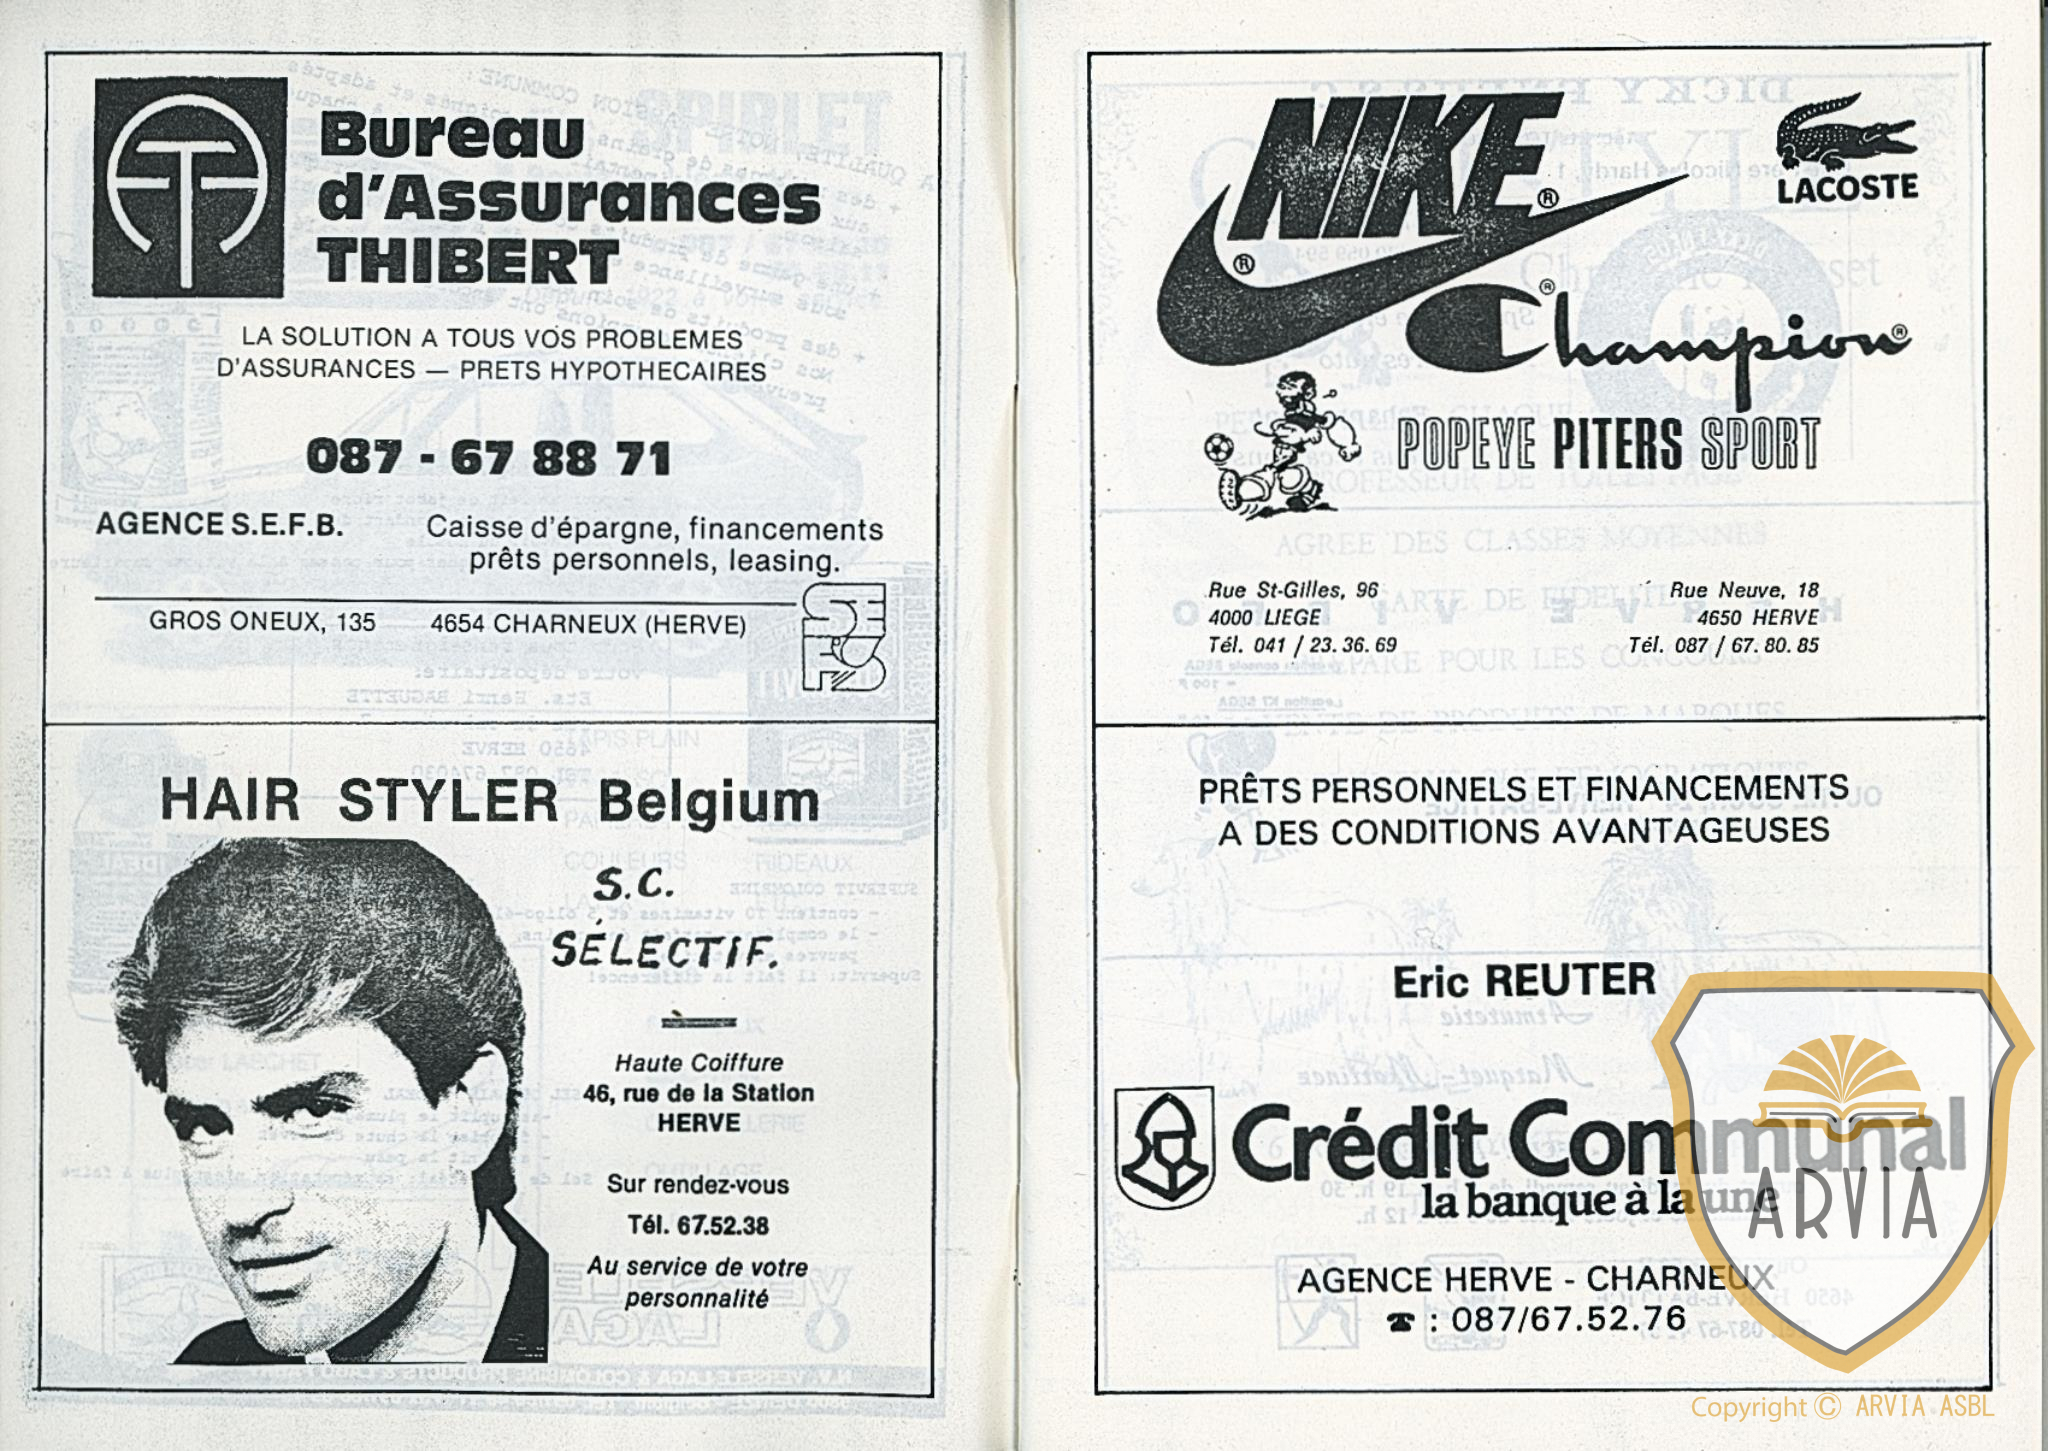 Bureau
d'Assurances
THIBERT
LA SOLUTION A TOUS VOS PROBLEMES
D'ASSURANCES — PRETS HYPOTHECAIRES
087 - 67 88 71
AGENCE S.E.F.B.
Caisse d'épargne, financements
prêts personnels, leasing.
GROS ONEUX, 135 4654 CHARNEUX (HERVE)
HAIR STYLER Belgium
S.C.
SÉLECTIF.
Haute Coiffure
46, rue de la Station
HERVE
Sur rendez-vous
Tél. 67.52.38
Au service de votre
personnalité
NIKE
LACOSTE
Champion
POPEYE PITERS SPORT
Rue St-Gilles, 96
4000 LIEGE
Tél. 041 / 23.36.69
Rue Neuve, 18
4650 HERVE
Tél. 087 / 67.80.85
PRÊTS PERSONNELS ET FINANCEMENTS
A DES CONDITIONS AVANTAGEUSES
Eric REUTER
Crédit Communal
la banque à la une
AGENCE HERVE - CHARNEUX
☎ : 087/67.52.76
ARVIA
Copyright © ARVIA ASBL